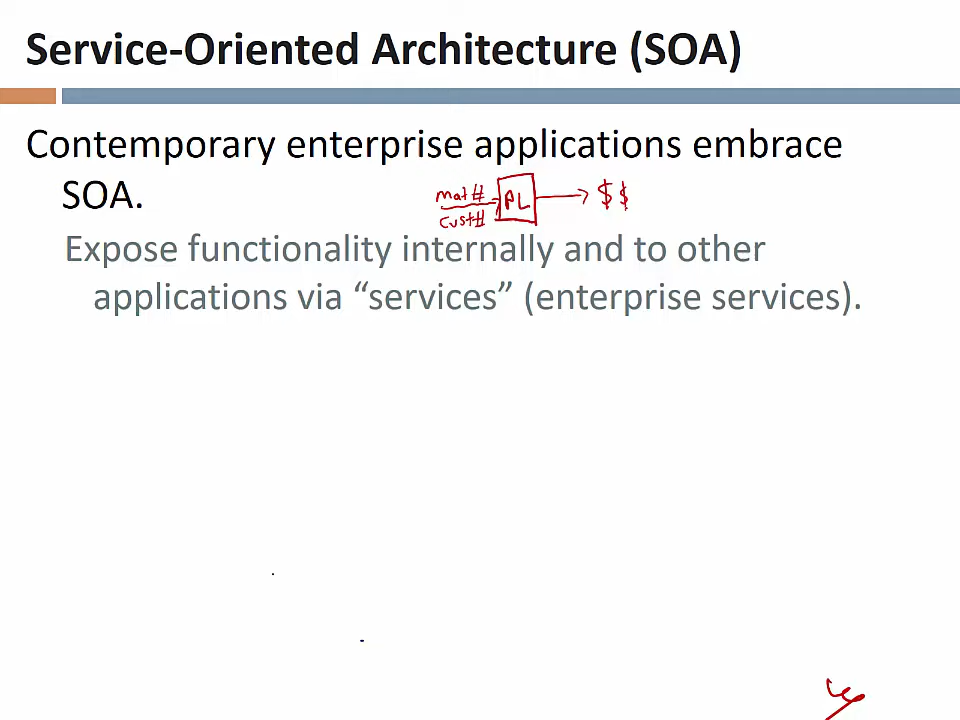 Service-Oriented Architecture (SOA)
Contemporary enterprise applications embrace
SOA.
mat#
cust#
PL
$$
Expose functionality internally and to other
applications via “services” (enterprise services).